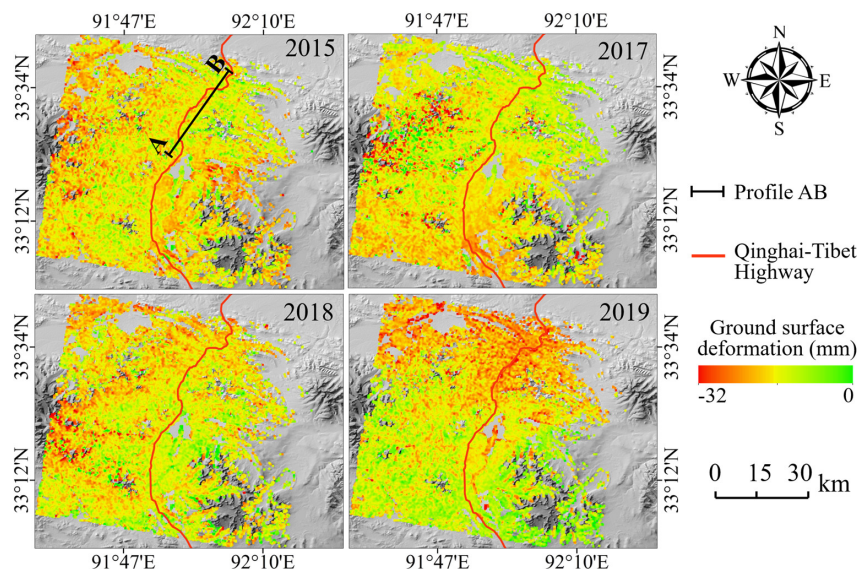 91°47'E 92°10'E 91°47'E 92°10'E
2015
2017
N
W E
S
B
A
33°34'N
33°12'N
33°34'N
33°12'N
Profile AB
Qinghai-Tibet
Highway
2018
2019
33°34'N
33°12'N
33°34'N
33°12'N
Ground surface
deformation (mm)
-32 0
0 15 30 km
91°47'E 92°10'E 91°47'E 92°10'E